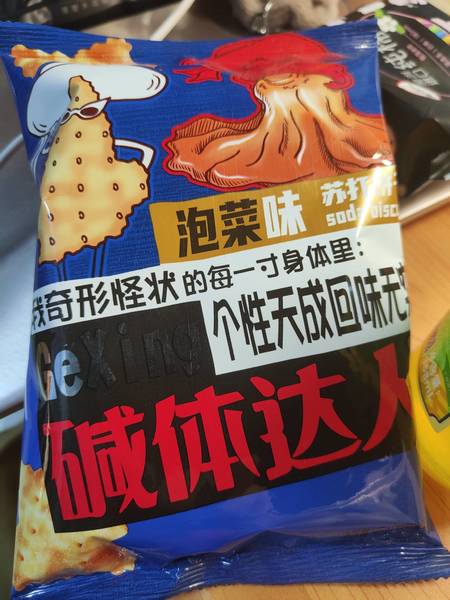 泡菜味
苏打饼
soda bisc
我奇形怪状的每一寸身体里：
个性天成回味无
GeXing
碱体达人